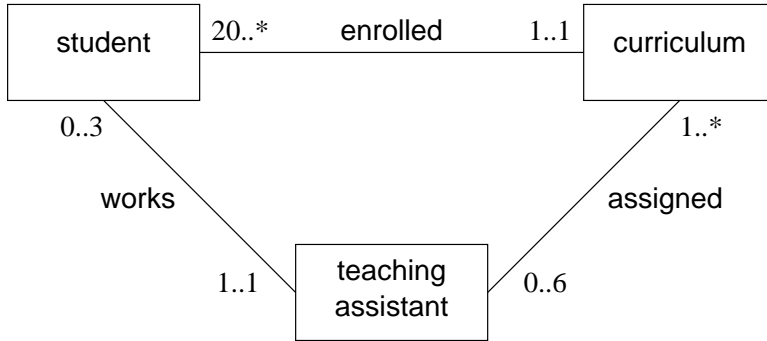 student
20..*
enrolled
1..1
curriculum
0..3
1..*
works
assigned
1..1
teaching
assistant
0..6